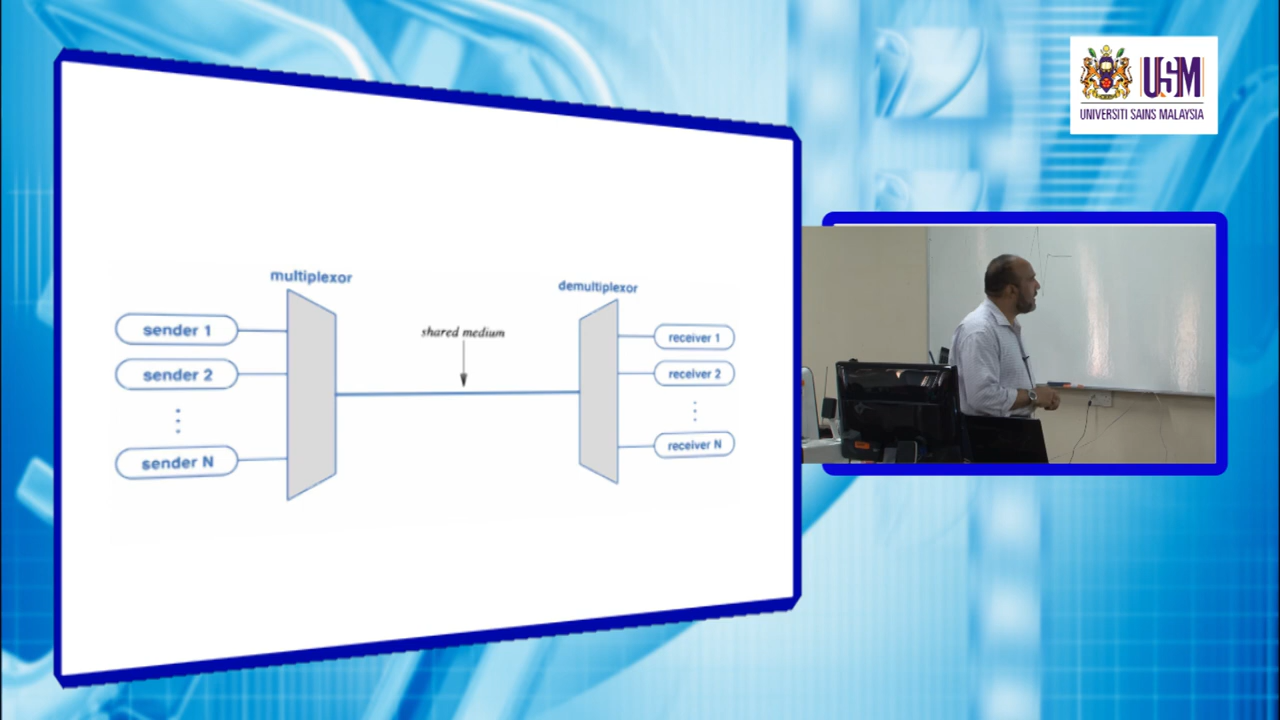 USM
UNIVERSITI SAINS MALAYSIA
multiplexor
demultiplexor
shared medium
sender 1
sender 2
sender N
receiver 1
receiver 2
receiver N